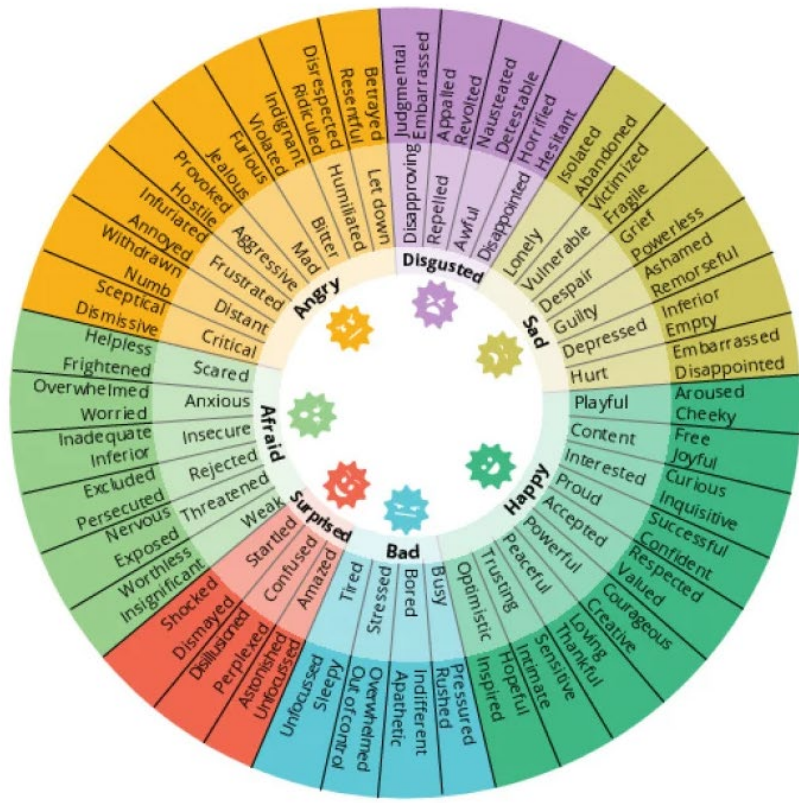 Angry
Let down
Betrayed
Resentful
Humiliated
Disrespected
Ridiculed
Bitter
Indignant
Violated
Mad
Furious
Jealous
Aggressive
Provoked
Hostile
Frustrated
Infuriated
Annoyed
Distant
Withdrawn
Numb
Critical
Sceptical
Dismissive
Disgusted
Disapproving
Judgmental
Embarrassed
Repelled
Appalled
Revolted
Awful
Nausteated
Detestable
Disappointed
Horrified
Hesitant
Sad
Lonely
Isolated
Abandoned
Vulnerable
Victimized
Fragile
Despair
Grief
Powerless
Guilty
Ashamed
Remorseful
Depressed
Inferior
Empty
Hurt
Embarrassed
Disappointed
Happy
Playful
Aroused
Cheeky
Content
Free
Joyful
Interested
Curious
Inquisitive
Proud
Successful
Confident
Accepted
Respected
Valued
Powerful
Courageous
Creative
Peaceful
Loving
Thankful
Trusting
Sensitive
Intimate
Optimistic
Hopeful
Inspired
Bad
Busy
Pressured
Rushed
Bored
Indifferent
Apathetic
Stressed
Overwhelmed
Out of control
Tired
Unfocussed
Sleepy
Surprised
Amazed
Astonished
Unfocussed
Confused
Disillusioned
Perplexed
Startled
Shocked
Dismayed
Afraid
Weak
Worthless
Insignificant
Threatened
Nervous
Exposed
Rejected
Excluded
Persecuted
Insecure
Inadequate
Inferior
Anxious
Overwhelmed
Worried
Scared
Helpless
Frightened